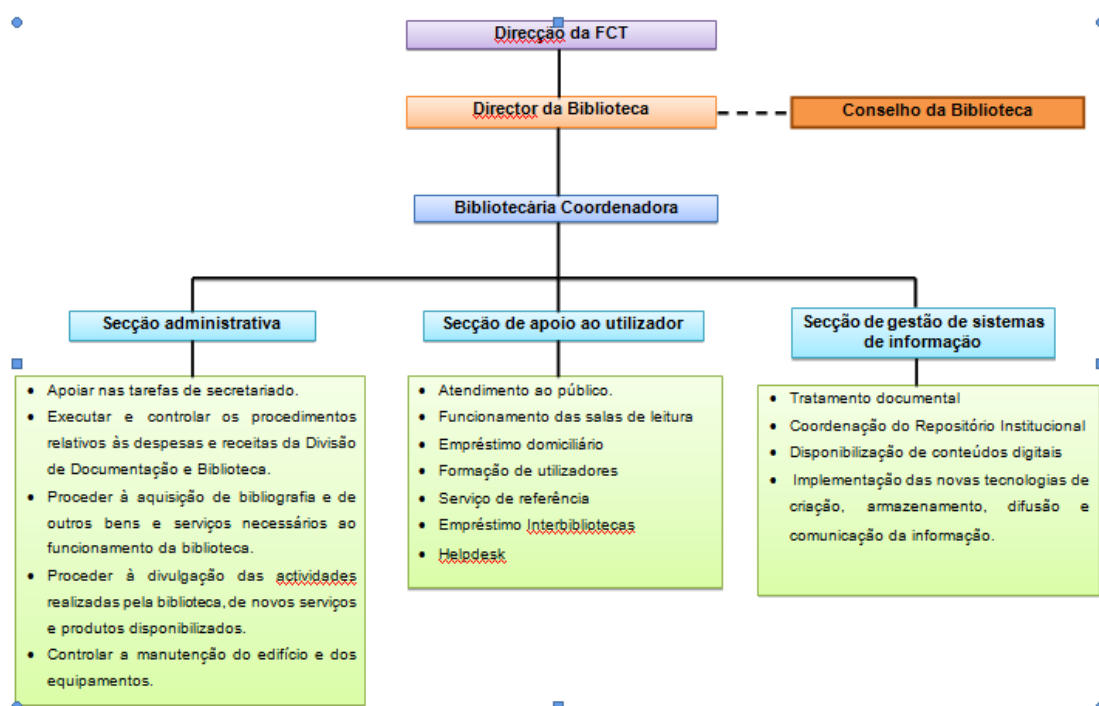 Direcção da FCT
Director da Biblioteca
Conselho da Biblioteca
Bibliotecária Coordenadora
Secção administrativa
Secção de apoio ao utilizador
Secção de gestão de sistemas
de informação
• Apoiar nas tarefas de secretariado.
• Executar e controlar os procedimentos
relativos às despesas e receitas da Divisão
de Documentação e Biblioteca.
• Proceder à aquisição de bibliografia e de
outros bens e serviços necessários ao
funcionamento da biblioteca.
• Proceder à divulgação das actividades
realizadas pela biblioteca, de novos serviços
e produtos disponibilizados.
• Controlar a manutenção do edifício e dos
equipamentos.
• Atendimento ao público.
• Funcionamento das salas de leitura
• Empréstimo domiciliário
• Formação de utilizadores
• Serviço de referência
• Empréstimo Interbibliotecas
• Helpdesk
• Tratamento documental
• Coordenação do Repositório Institucional
• Disponibilização de conteúdos digitais
• Implementação das novas tecnologias de
criação, armazenamento, difusão e
comunicação da informação.